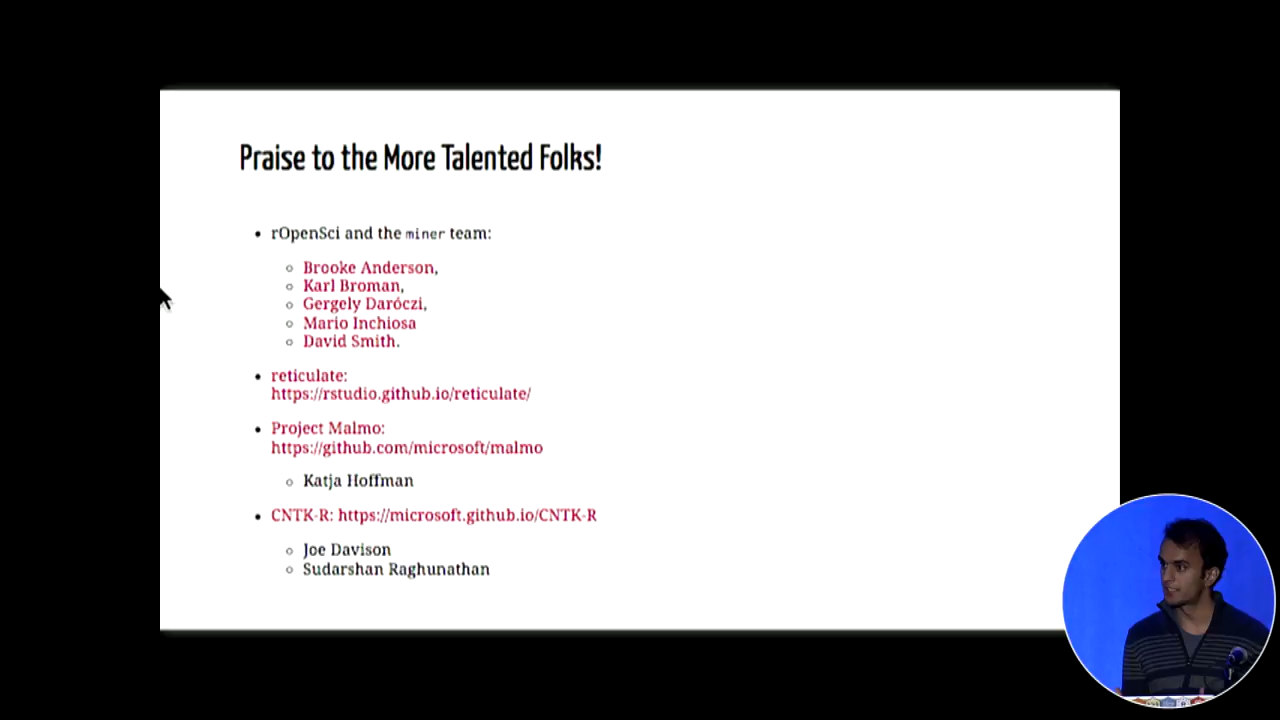 Praise to the More Talented Folks!
rOpenSci and the miner team:
Brooke Anderson,
Karl Broman,
Gergely Daróczi,
Mario Inchiosa
David Smith.
reticulate:
https://rstudio.github.io/reticulate/
Project Malmo:
https://github.com/microsoft/malmo
Katja Hoffman
CNTK-R: https://microsoft.github.io/CNTK-R
Joe Davison
Sudarshan Raghunathan